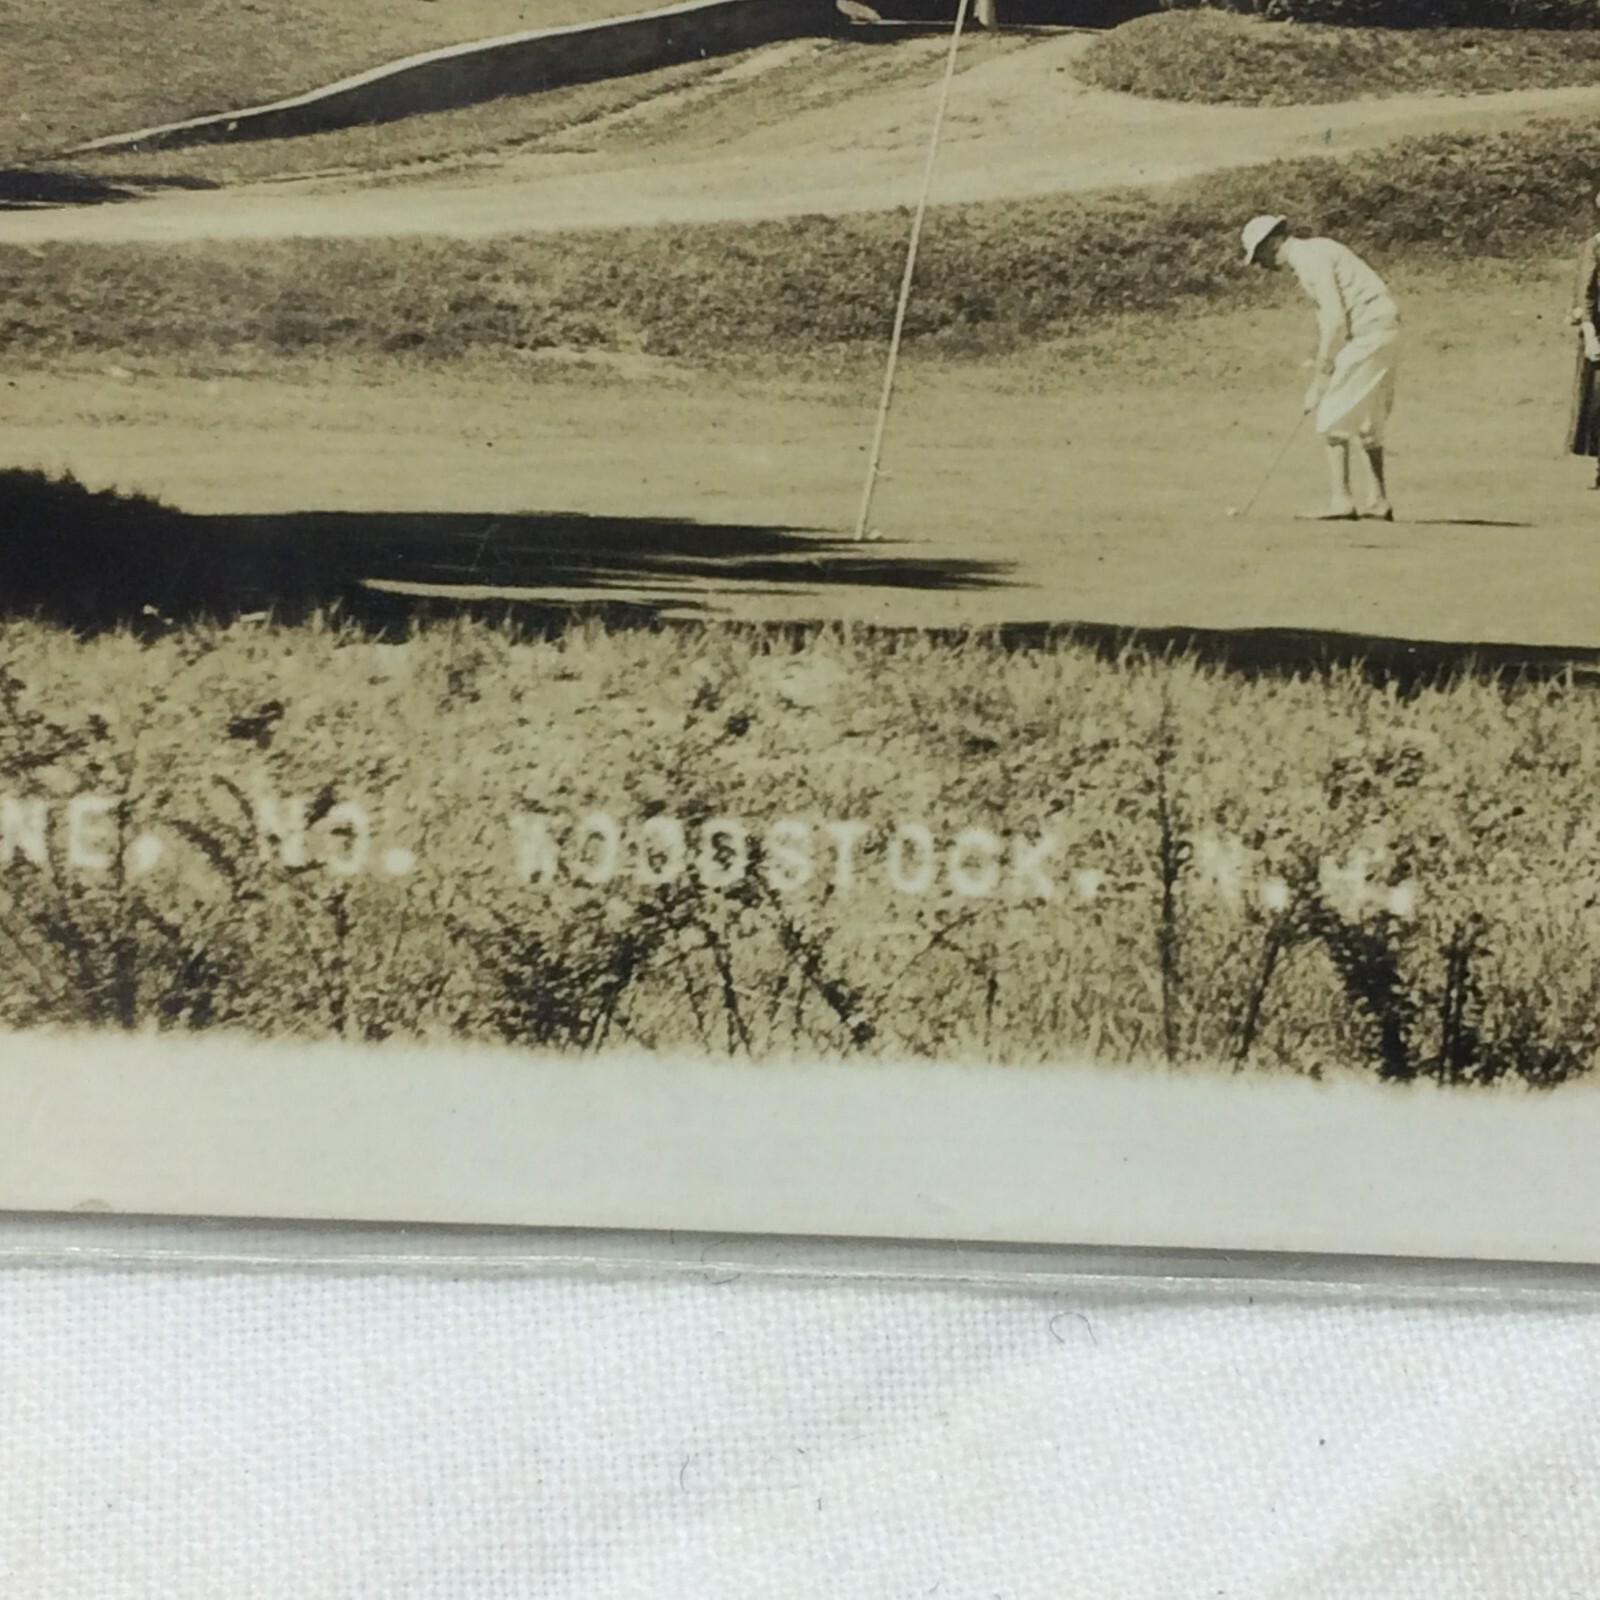 NE, NO. WOODSTOCK, N.H.